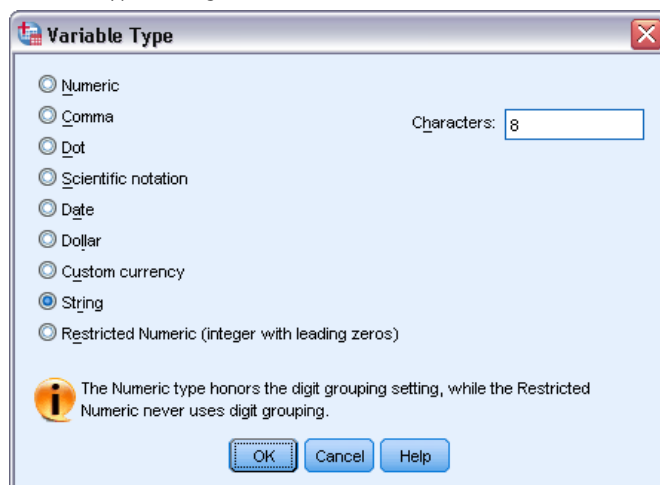 Variable Type
Numeric
Comma
Characters: 8
Dot
Scientific notation
Date
Dollar
Custom currency
String
Restricted Numeric (integer with leading zeros)
The Numeric type honors the digit grouping setting, while the Restricted
Numeric never uses digit grouping.
OK Cancel Help